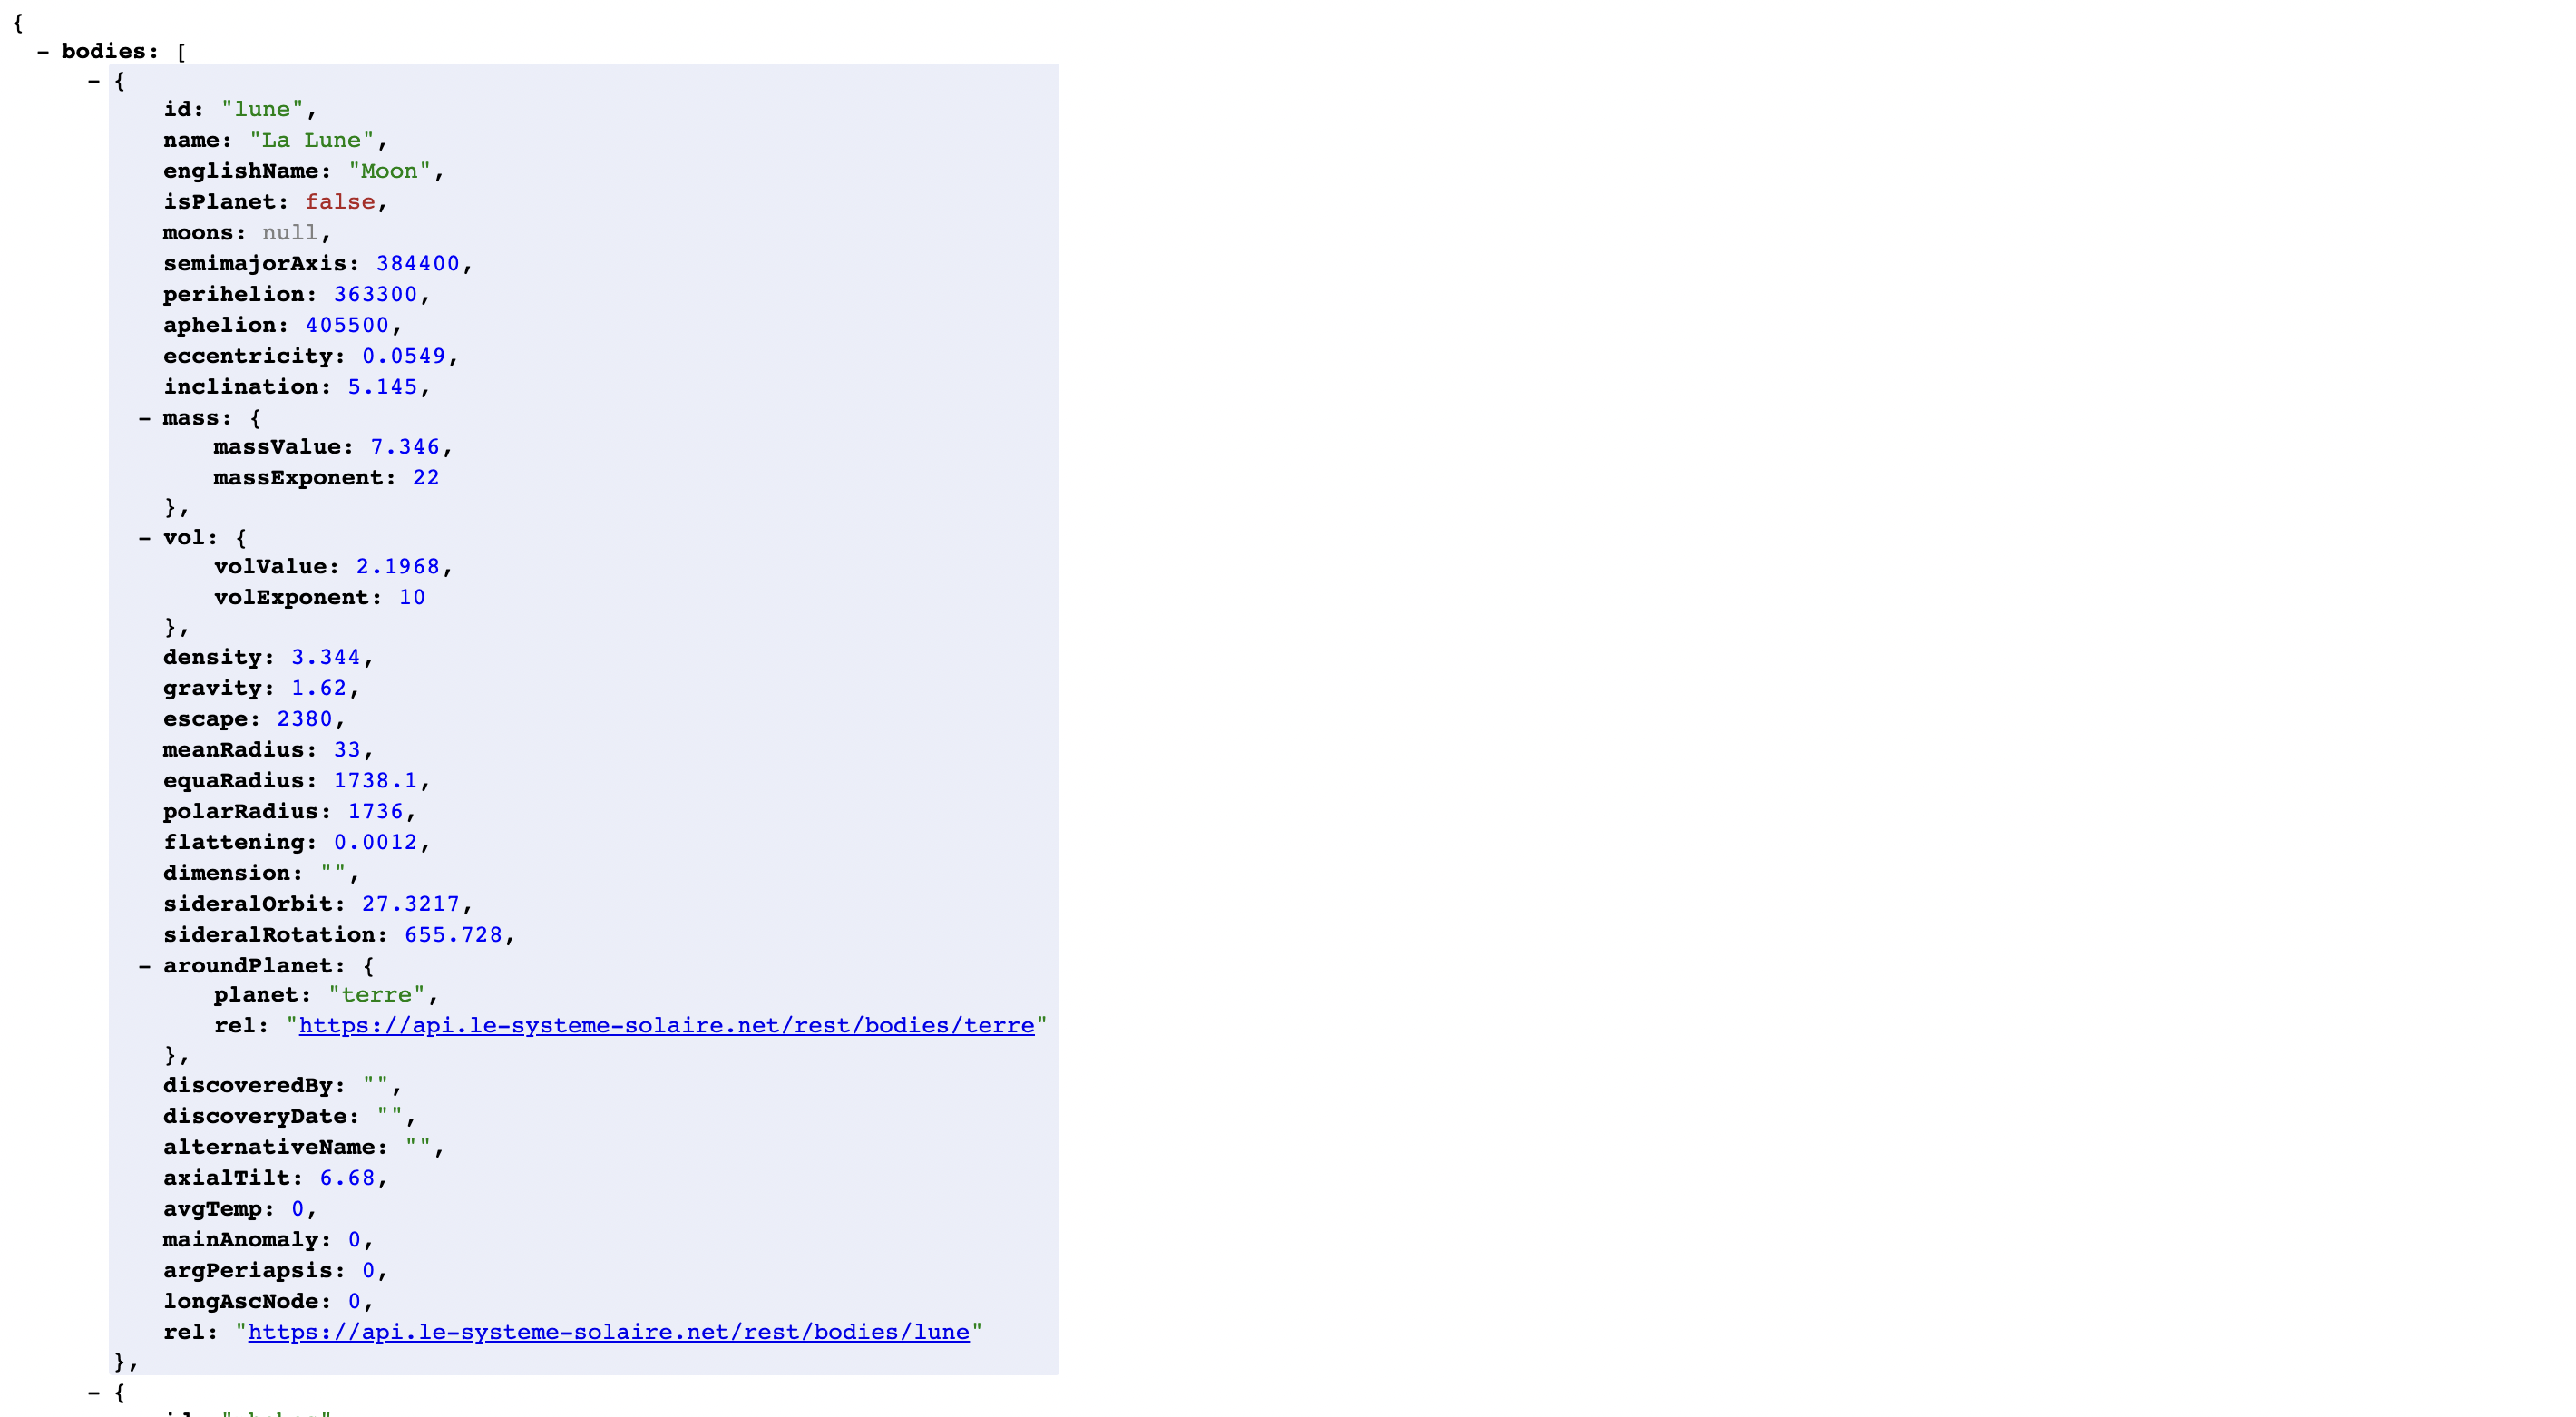 {
– bodies: [
– {
id: "lune",
name: "La Lune",
englishName: "Moon",
isPlanet: false,
moons: null,
semimajorAxis: 384400,
perihelion: 363300,
aphelion: 405500,
eccentricity: 0.0549,
inclination: 5.145,
– mass: {
massValue: 7.346,
massExponent: 22
},
– vol: {
volValue: 2.1968,
volExponent: 10
},
density: 3.344,
gravity: 1.62,
escape: 2380,
meanRadius: 33,
equaRadius: 1738.1,
polarRadius: 1736,
flattening: 0.0012,
dimension: "",
sideralOrbit: 27.3217,
sideralRotation: 655.728,
– aroundPlanet: {
planet: "terre",
rel: "https://api.le-systeme-solaire.net/rest/bodies/terre"
},
discoveredBy: "",
discoveryDate: "",
alternativeName: "",
axialTilt: 6.68,
avgTemp: 0,
mainAnomaly: 0,
argPeriapsis: 0,
longAscNode: 0,
rel: "https://api.le-systeme-solaire.net/rest/bodies/lune"
},
– {